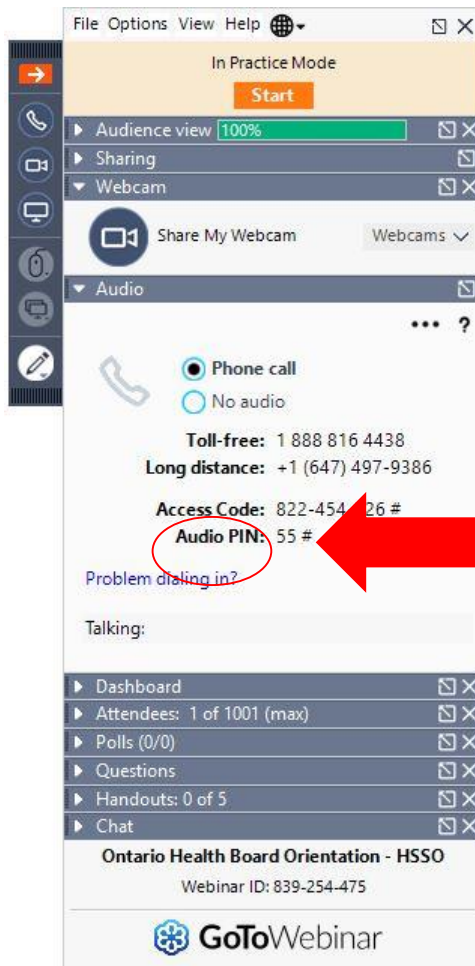 File Options View Help
In Practice Mode
Start
Audience view 100%
Sharing
Webcam
Share My Webcam Webcams
Audio
... ?
Phone call
No audio
Toll-free: 1 888 816 4438
Long distance: +1 (647) 497-9386
Access Code: 822-454- 26 #
Audio PIN: 55 #
Problem dialing in?
Talking:
Dashboard
Attendees: 1 of 1001 (max)
Polls (0/0)
Questions
Handouts: 0 of 5
Chat
Ontario Health Board Orientation - HSSO
Webinar ID: 839-254-475
GoToWebinar